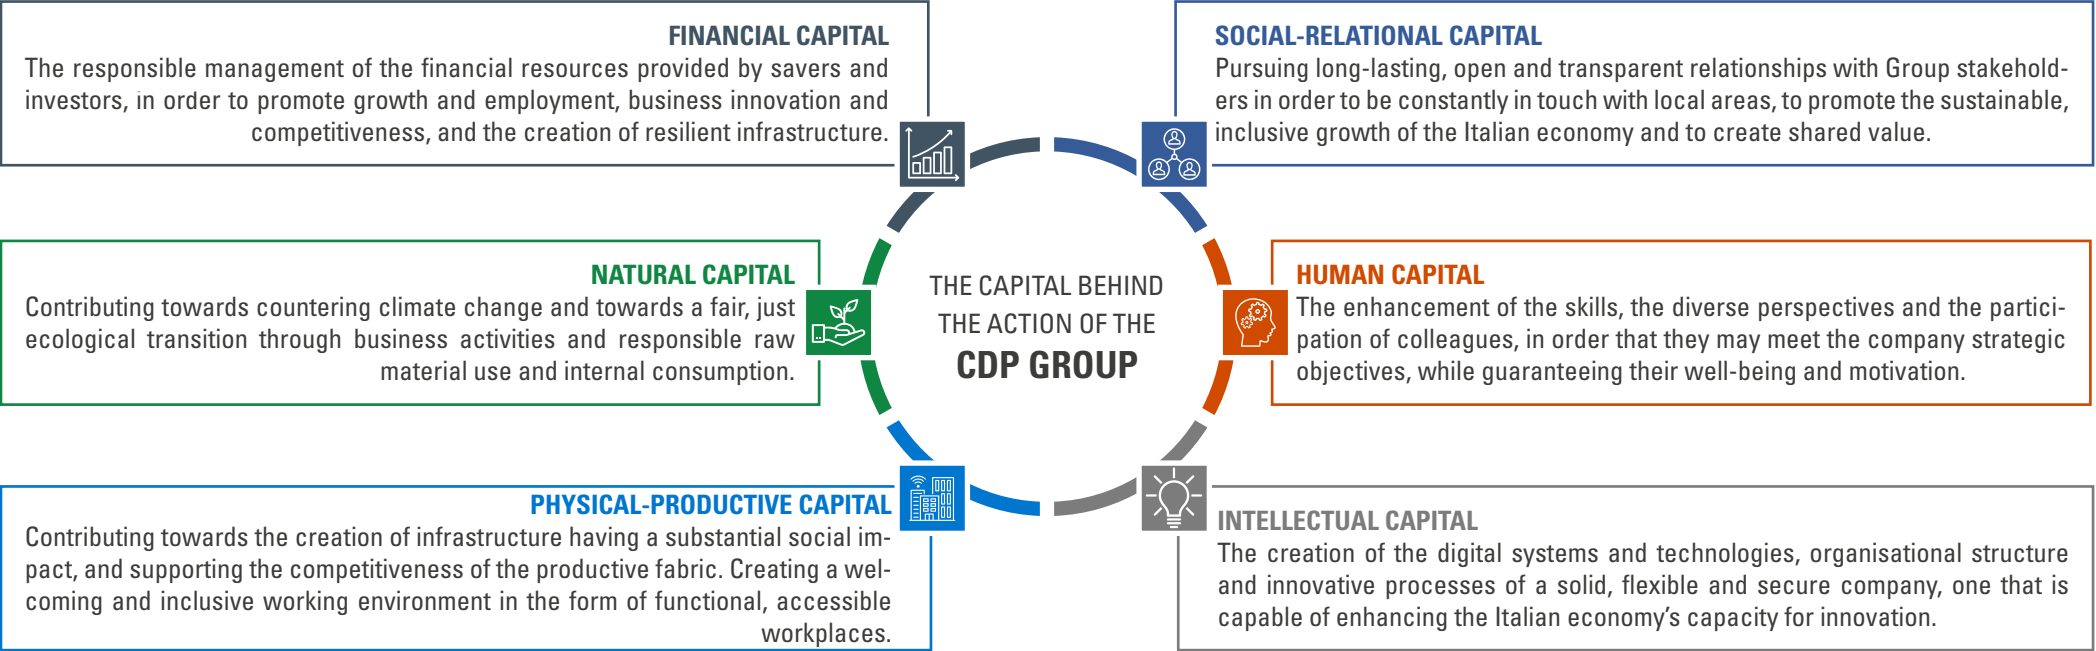 FINANCIAL CAPITAL
The responsible management of the financial resources provided by savers and
investors, in order to promote growth and employment, business innovation and
competitiveness, and the creation of resilient infrastructure.
SOCIAL-RELATIONAL CAPITAL
Pursuing long-lasting, open and transparent relationships with Group stakehold-
ers in order to be constantly in touch with local areas, to promote the sustainable,
inclusive growth of the Italian economy and to create shared value.
NATURAL CAPITAL
Contributing towards countering climate change and towards a fair, just
ecological transition through business activities and responsible raw
material use and internal consumption.
THE CAPITAL BEHIND
THE ACTION OF THE
CDP GROUP
HUMAN CAPITAL
The enhancement of the skills, the diverse perspectives and the partici-
pation of colleagues, in order that they may meet the company strategic
objectives, while guaranteeing their well-being and motivation.
PHYSICAL-PRODUCTIVE CAPITAL
Contributing towards the creation of infrastructure having a substantial social im-
pact, and supporting the competitiveness of the productive fabric. Creating a wel-
coming and inclusive working environment in the form of functional, accessible
workplaces.
INTELLECTUAL CAPITAL
The creation of the digital systems and technologies, organisational structure
and innovative processes of a solid, flexible and secure company, one that is
capable of enhancing the Italian economy's capacity for innovation.